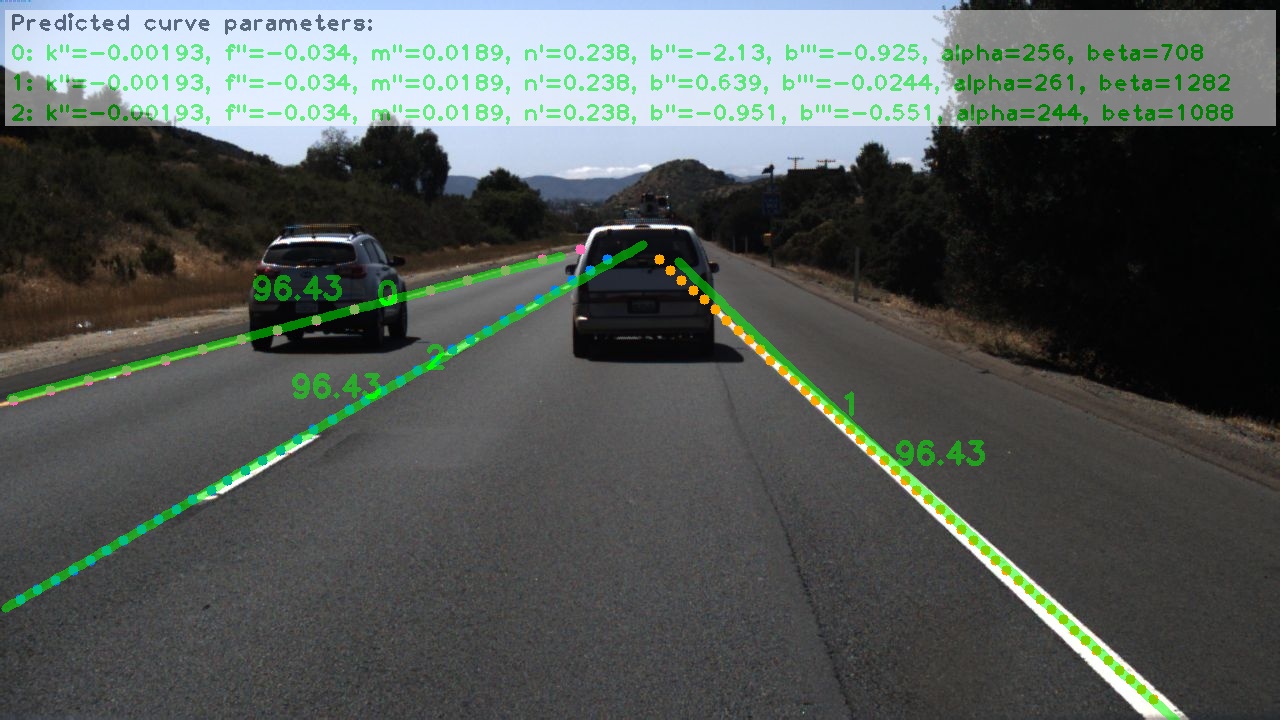 Predicted curve parameters:
0: k''=-0.00193, f''=-0.034, m''=0.0189, n'=0.238, b''=-2.13, b'''=-0.925, alpha=256, beta=708
1: k''=-0.00193, f''=-0.034, m''=0.0189, n'=0.238, b''=0.639, b'''=-0.0244, alpha=261, beta=1282
2: k''=-0.00193, f''=-0.034, m''=0.0189, n'=0.238, b''=-0.951, b'''=-0.551, alpha=244, beta=1088
96.43 0
2
96.43
1
96.43